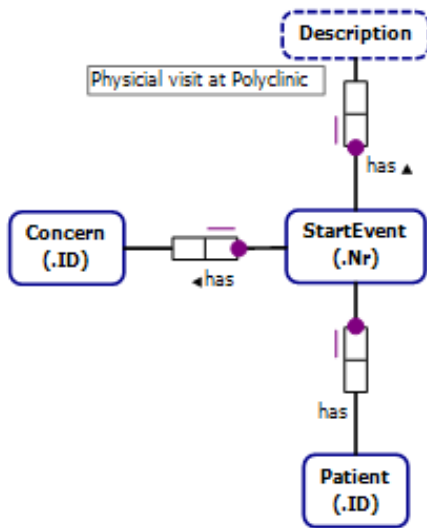 Description
Physicial visit at Polyclinic
has ▲
Concern
(.ID)
StartEvent
(.Nr)
◄ has
has
Patient
(.ID)